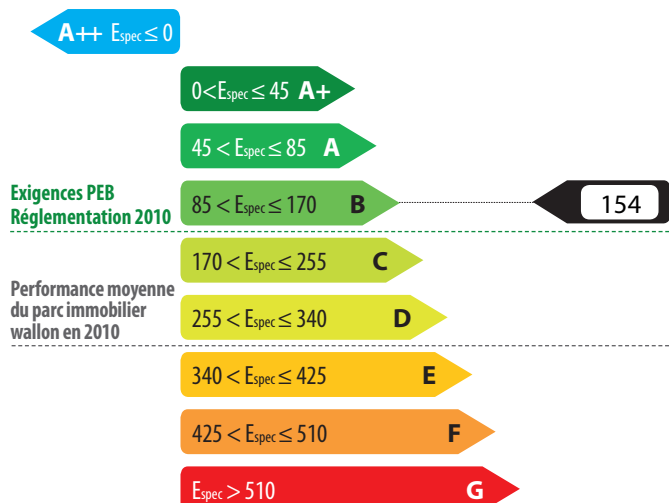 A++ Espec ≤ 0
0<Espec ≤ 45 A+
45 < Espec ≤ 85 A
Exigences PEB
Réglementation 2010
85 < Espec ≤ 170 B
154
170 < Espec ≤ 255 C
Performance moyenne
du parc immobilier
wallon en 2010
255 < Espec ≤ 340 D
340 < Espec ≤ 425 E
425 < Espec ≤ 510 F
Espec > 510 G